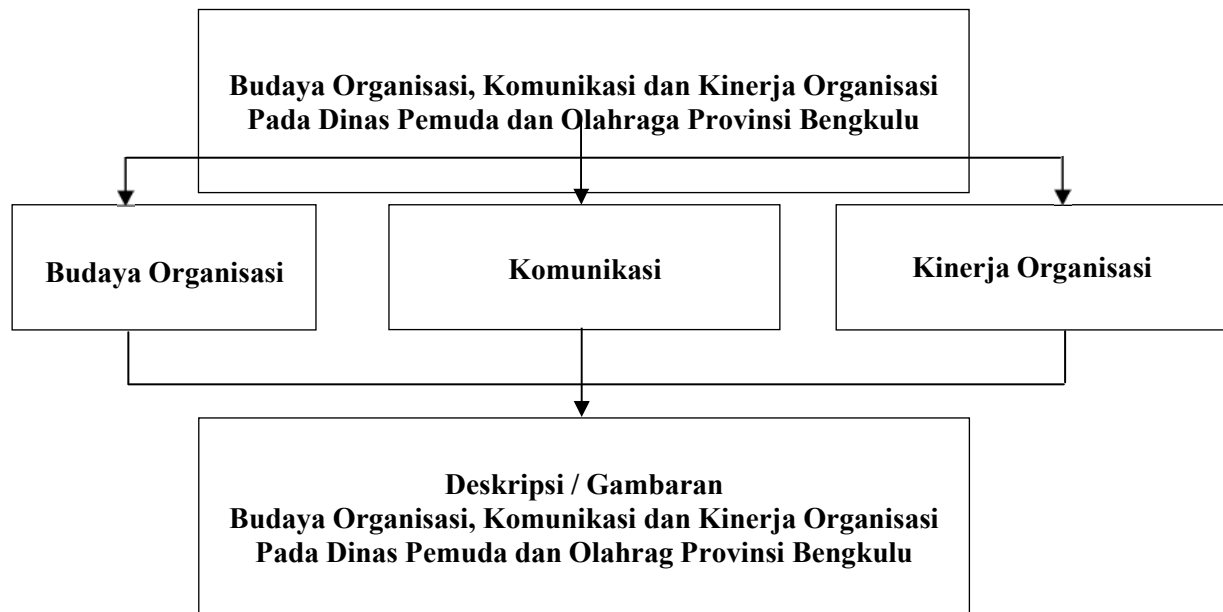 Budaya Organisasi, Komunikasi dan Kinerja Organisasi
Pada Dinas Pemuda dan Olahraga Provinsi Bengkulu
Budaya Organisasi
Komunikasi
Kinerja Organisasi
Deskripsi / Gambaran
Budaya Organisasi, Komunikasi dan Kinerja Organisasi
Pada Dinas Pemuda dan Olahrag Provinsi Bengkulu